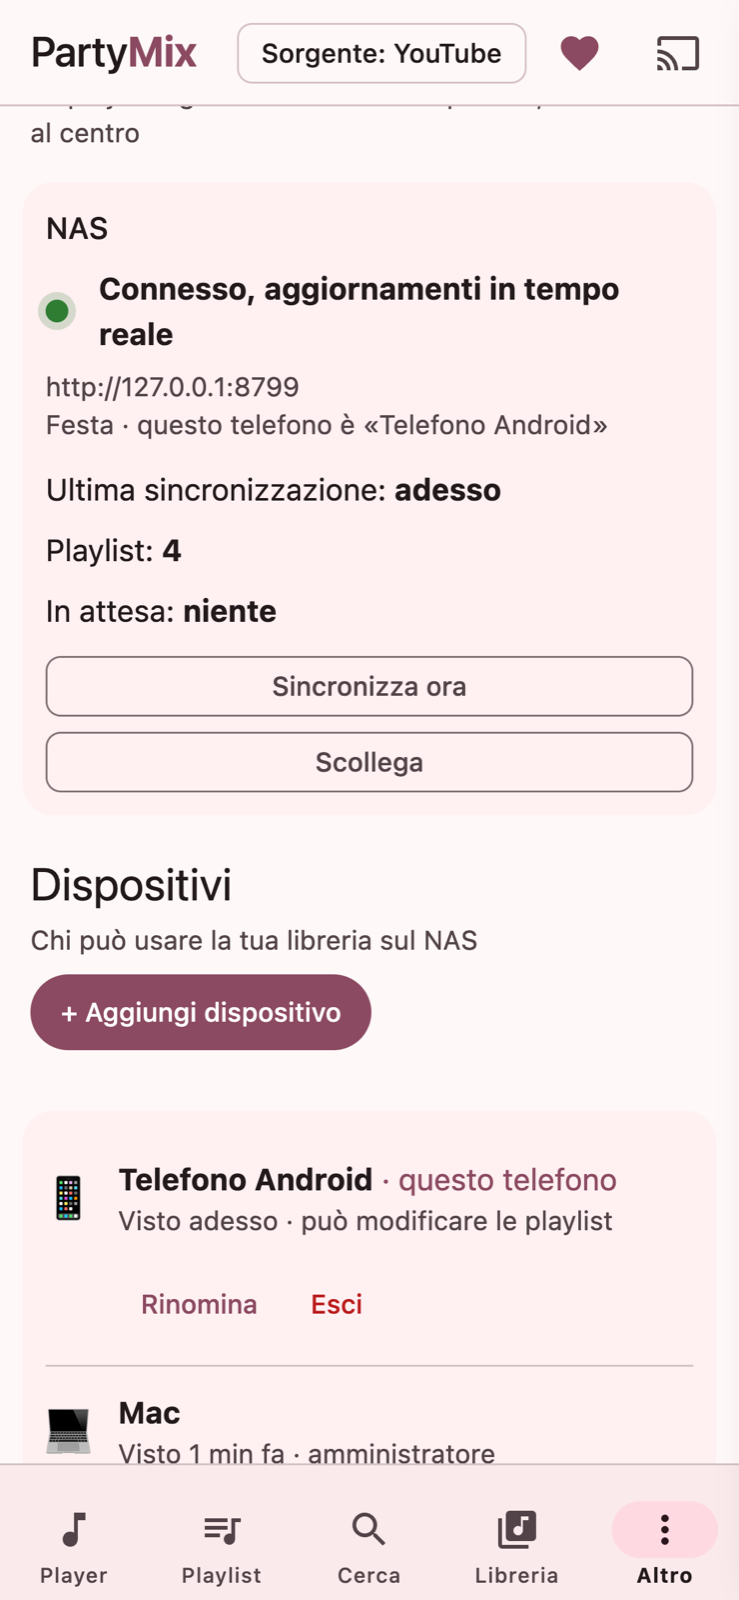 PartyMix
Sorgente: YouTube
al centro
NAS
Connesso, aggiornamenti in tempo
reale
http://127.0.0.1:8799
Festa · questo telefono è «Telefono Android»
Ultima sincronizzazione: adesso
Playlist: 4
In attesa: niente
Sincronizza ora
Scollega
Dispositivi
Chi può usare la tua libreria sul NAS
+ Aggiungi dispositivo
Telefono Android · questo telefono
Visto adesso · può modificare le playlist
Rinomina
Esci
Mac
Visto 1 min fa · amministratore
Player
Playlist
Cerca
Libreria
Altro